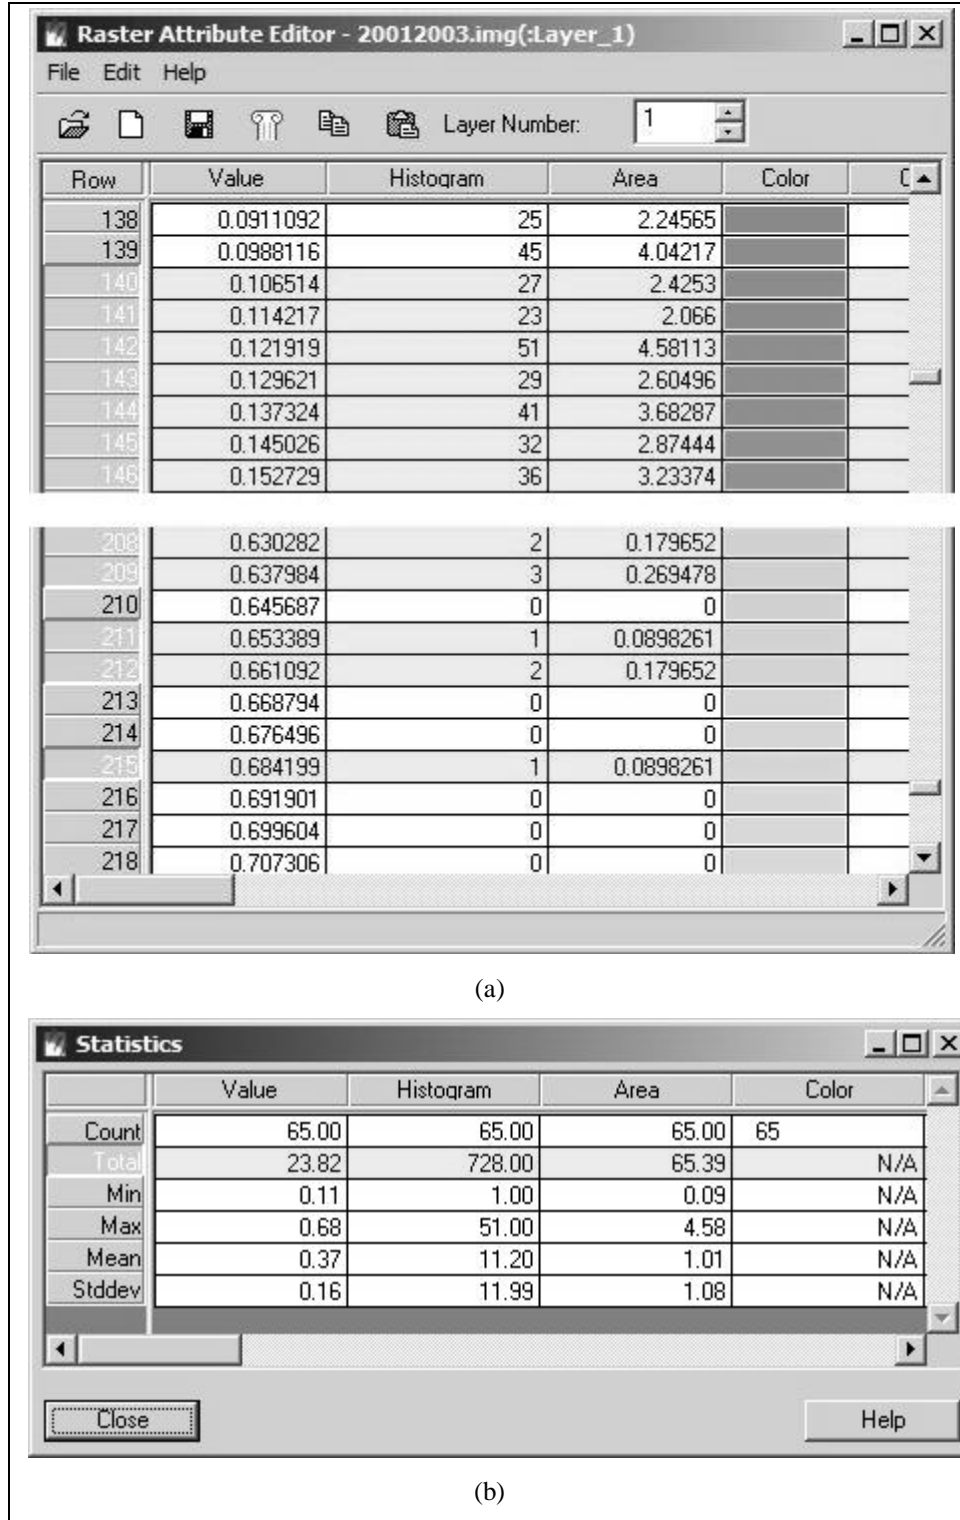 Raster Attribute Editor - 20012003.img(:Layer_1)
File Edit Help
Layer Number: 1
Row Value Histogram Area Color
138 0.0911092 25 2.24565
139 0.0988116 45 4.04217
140 0.106514 27 2.4253
141 0.114217 23 2.066
142 0.121919 51 4.58113
143 0.129621 29 2.60496
144 0.137324 41 3.68287
145 0.145026 32 2.87444
146 0.152729 36 3.23374
208 0.630282 2 0.179652
209 0.637984 3 0.269478
210 0.645687 0 0
211 0.653389 1 0.0898261
212 0.661092 2 0.179652
213 0.668794 0 0
214 0.676496 0 0
215 0.684199 1 0.0898261
216 0.691901 0 0
217 0.699604 0 0
218 0.707306 0 0
(a)
Statistics
Value Histogram Area Color
Count 65.00 65.00 65.00 65
Total 23.82 728.00 65.39 N/A
Min 0.11 1.00 0.09 N/A
Max 0.68 51.00 4.58 N/A
Mean 0.37 11.20 1.01 N/A
Stddev 0.16 11.99 1.08 N/A
Close Help
(b)